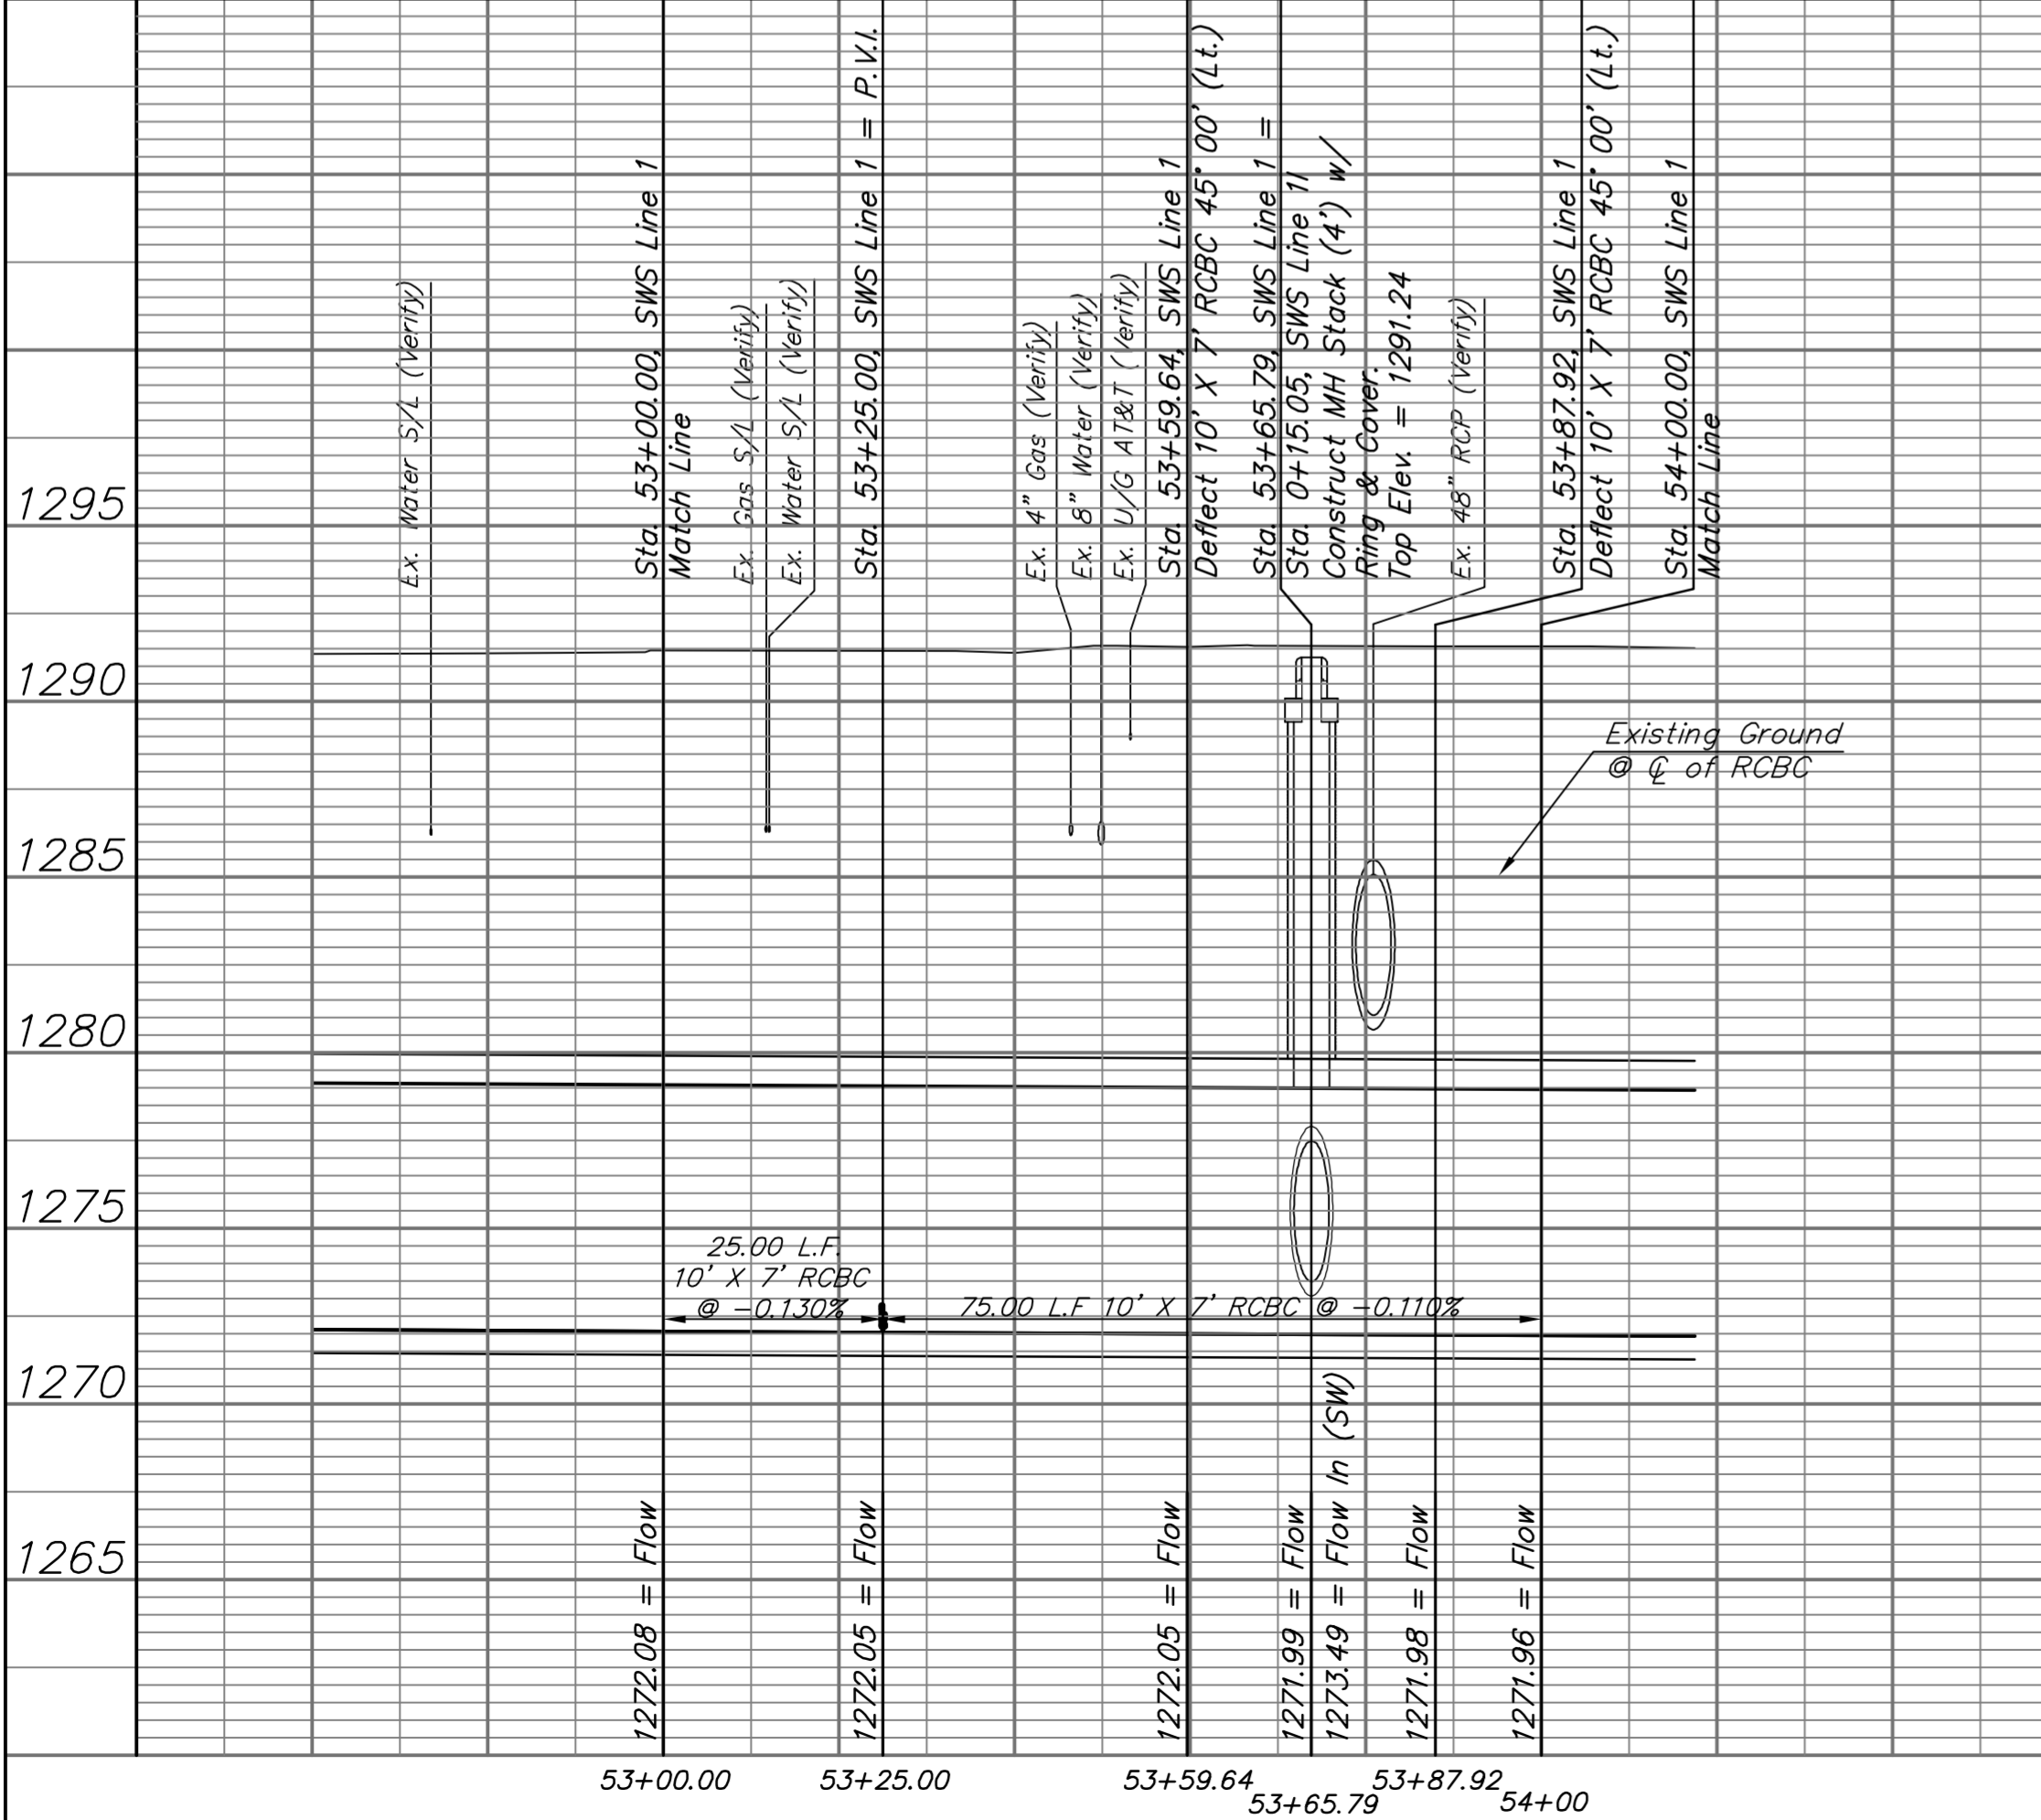 Ex. Water S/L (Verify)
Sta. 53+00.00, SWS Line 1
Match Line
Ex. Gas S/L (Verify)
Ex. Water S/L (Verify)
Sta. 53+25.00, SWS Line 1 = P.V.I.
Ex. 4" Gas (Verify)
Ex. 8" Water (Verify)
Ex. U/G AT&T (Verify)
Sta. 53+59.64, SWS Line 1
Deflect 10' X 7' RCBC 45° 00' (Lt.)
Sta. 53+65.79, SWS Line 1 =
Sta. 0+15.05, SWS Line 11
Construct MH Stack (4') w/
Ring & Cover.
Top Elev. = 1291.24
Ex. 48" RCP (Verify)
Sta. 53+87.92, SWS Line 1
Deflect 10' X 7' RCBC 45° 00' (Lt.)
Sta. 54+00.00, SWS Line 1
Match Line
1295
1290
1285
1280
1275
1270
1265
Existing Ground
@ ℄ of RCBC
25.00 L.F.
10' X 7' RCBC
@ -0.130%
75.00 L.F 10' X 7' RCBC @ -0.110%
1272.08 = Flow
1272.05 = Flow
1272.05 = Flow
1271.99 = Flow
1273.49 = Flow In (SW)
1271.98 = Flow
1271.96 = Flow
53+00.00
53+25.00
53+59.64
53+65.79
53+87.92
54+00